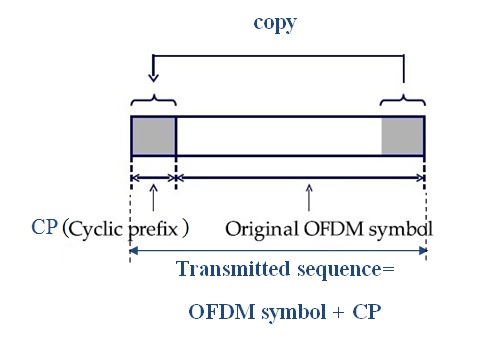 copy
CP (Cyclic prefix) Original OFDM symbol
Transmitted sequence=
OFDM symbol + CP